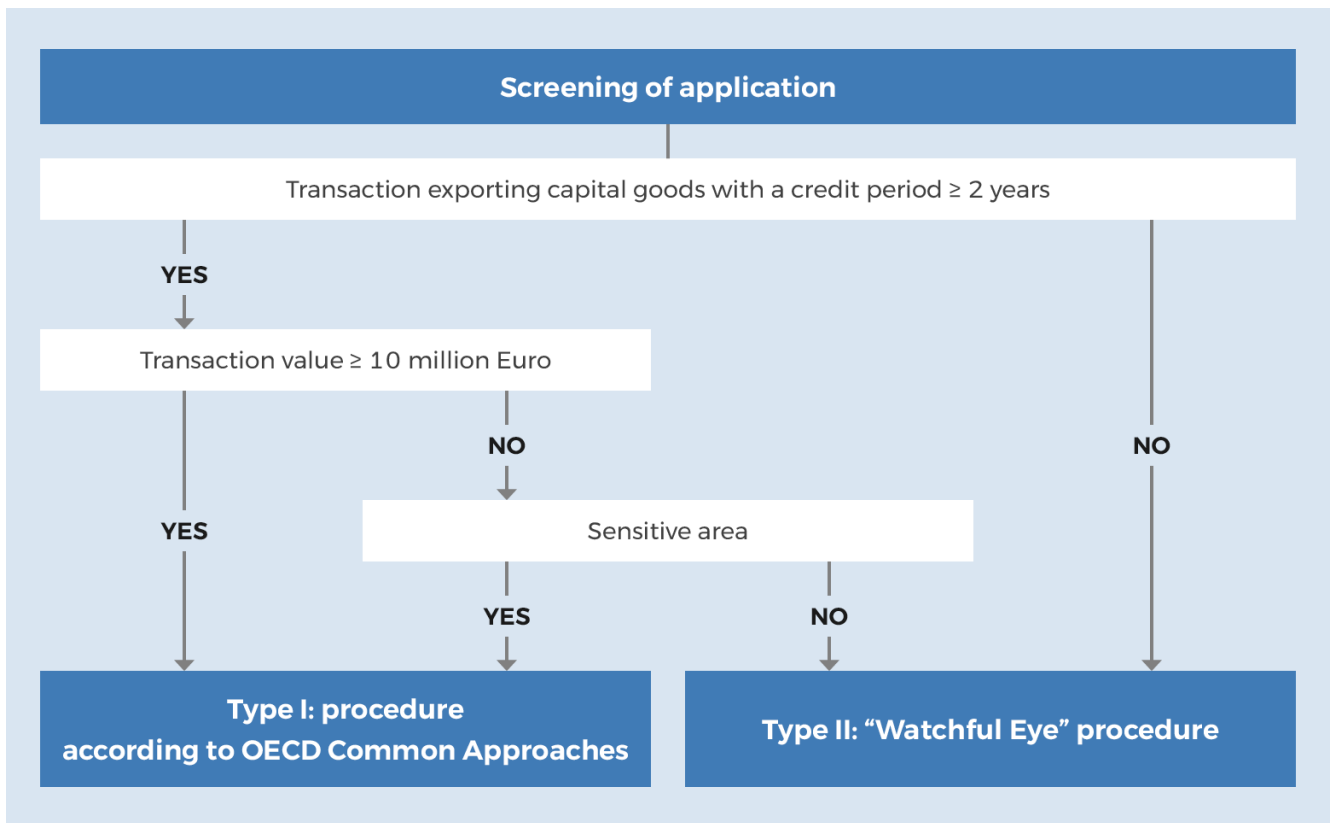 Screening of application
Transaction exporting capital goods with a credit period ≥ 2 years
YES
Transaction value ≥ 10 million Euro
NO
NO
Sensitive area
YES
YES
NO
Type I: procedure
according to OECD Common Approaches
Type II: “Watchful Eye” procedure